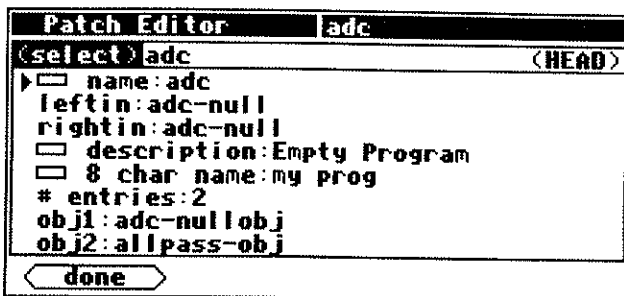 Patch Editor adc
(select) adc (HEAD)
name:adc
leftin:adc-null
rightin:adc-null
description:Empty Program
8 char name:my prog
# entries:2
obj1:adc-nullobj
obj2:allpass-obj
done